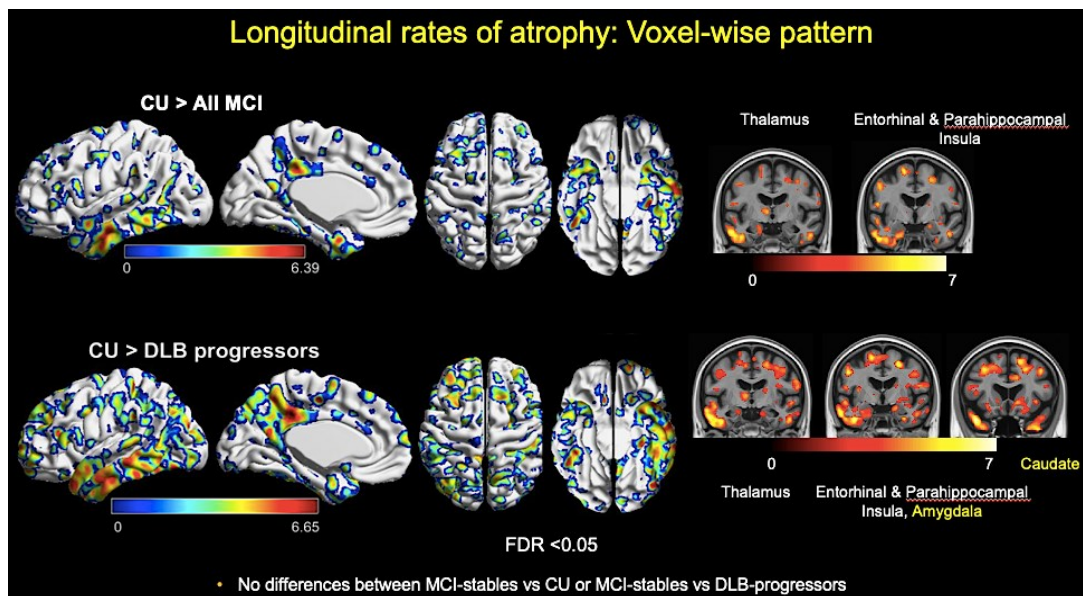 Longitudinal rates of atrophy: Voxel-wise pattern
CU > All MCI
Thalamus
Entorhinal & Parahippocampal
Insula
0
6.39
0
7
CU > DLB progressors
0
7
Caudate
0
6.65
Thalamus
Entorhinal & Parahippocampal
Insula, Amygdala
FDR <0.05
• No differences between MCI-stables vs CU or MCI-stables vs DLB-progressors